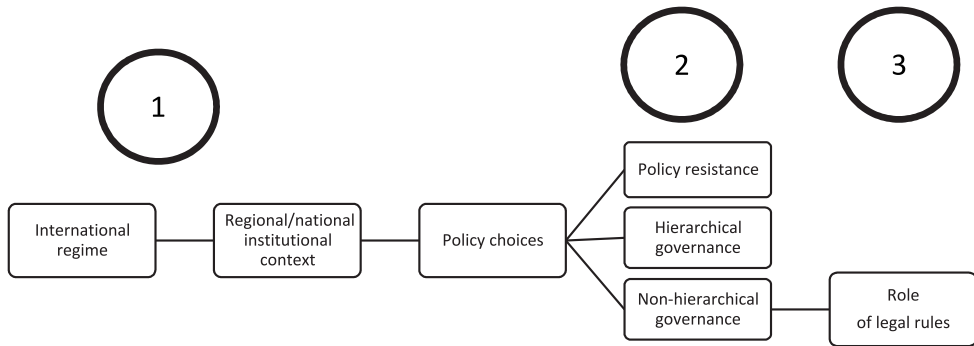 1
2
3
International
regime
Regional/national
institutional
context
Policy choices
Policy resistance
Hierarchical
governance
Non-hierarchical
governance
Role
of legal rules